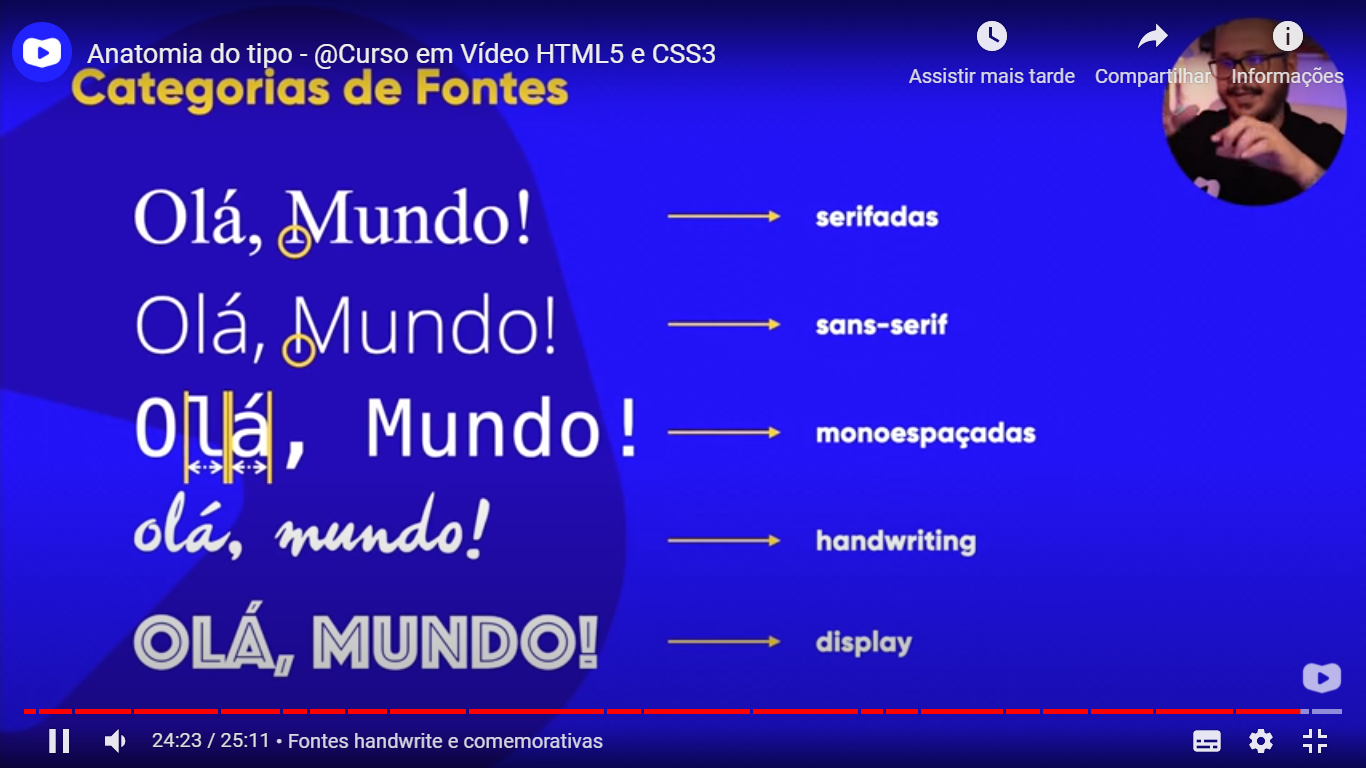 Anatomia do tipo - @Curso em Vídeo HTML5 e CSS3
Assistir mais tarde
Compartilhar
Informações
Categorias de Fontes
Olá, Mundo!
serifadas
Olá, Mundo!
sans-serif
Olá, Mundo!
monoespaçadas
olá, mundo!
handwriting
OLÁ, MUNDO!
display
24:23 / 25:11 • Fontes handwrite e comemorativas